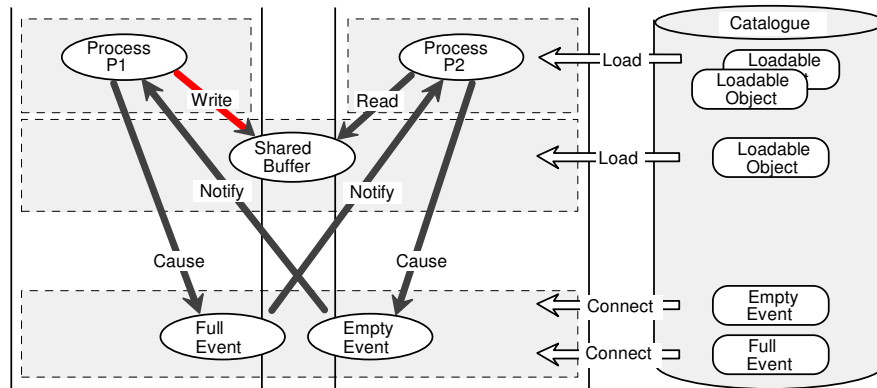 Process
P1
Process
P2
Catalogue
Load
Loadable
Loadable
Object
Write
Read
Shared
Buffer
Load
Loadable
Object
Notify
Notify
Cause
Cause
Connect
Empty
Event
Full
Event
Empty
Event
Connect
Full
Event